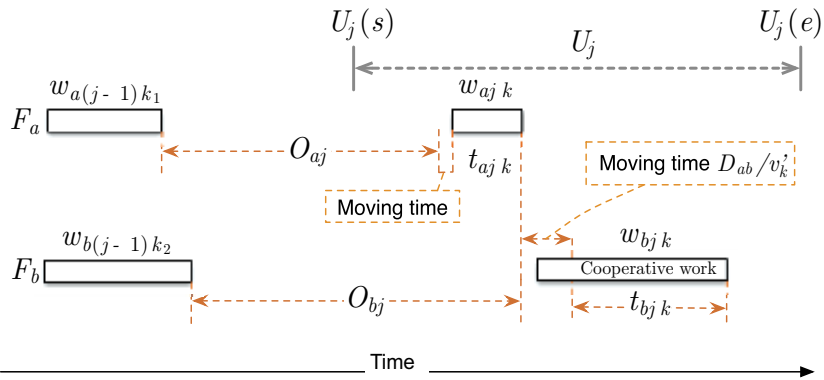 U_j(s)
U_j
U_j(e)
w_{a(j-1)k_1}
w_{ajk}
F_a
O_{aj}
t_{ajk}
Moving time D_{ab}/v'_k
Moving time
w_{b(j-1)k_2}
w_{bjk}
F_b
Cooperative work
O_{bj}
t_{bjk}
Time